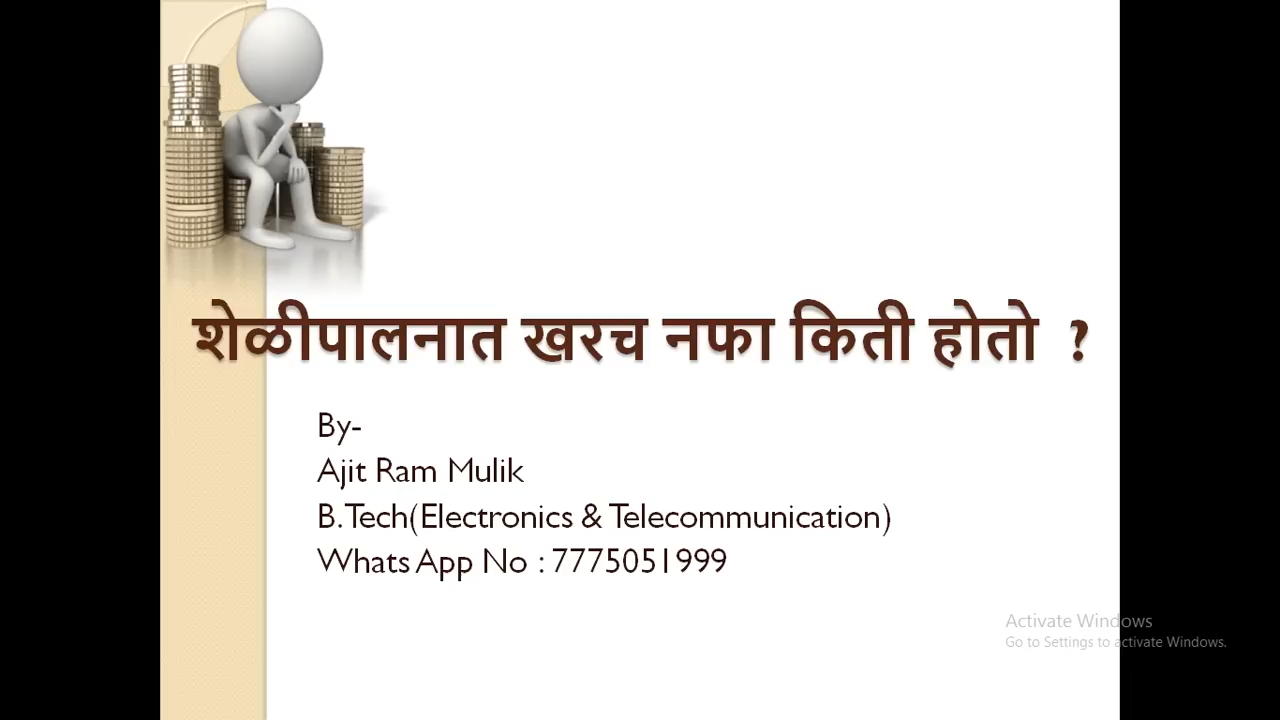 शेळीपालनात खरच नफा किती होतो ?
By-
Ajit Ram Mulik
B.Tech(Electronics & Telecommunication)
Whats App No : 7775051999
Activate Windows
Go to Settings to activate Windows.